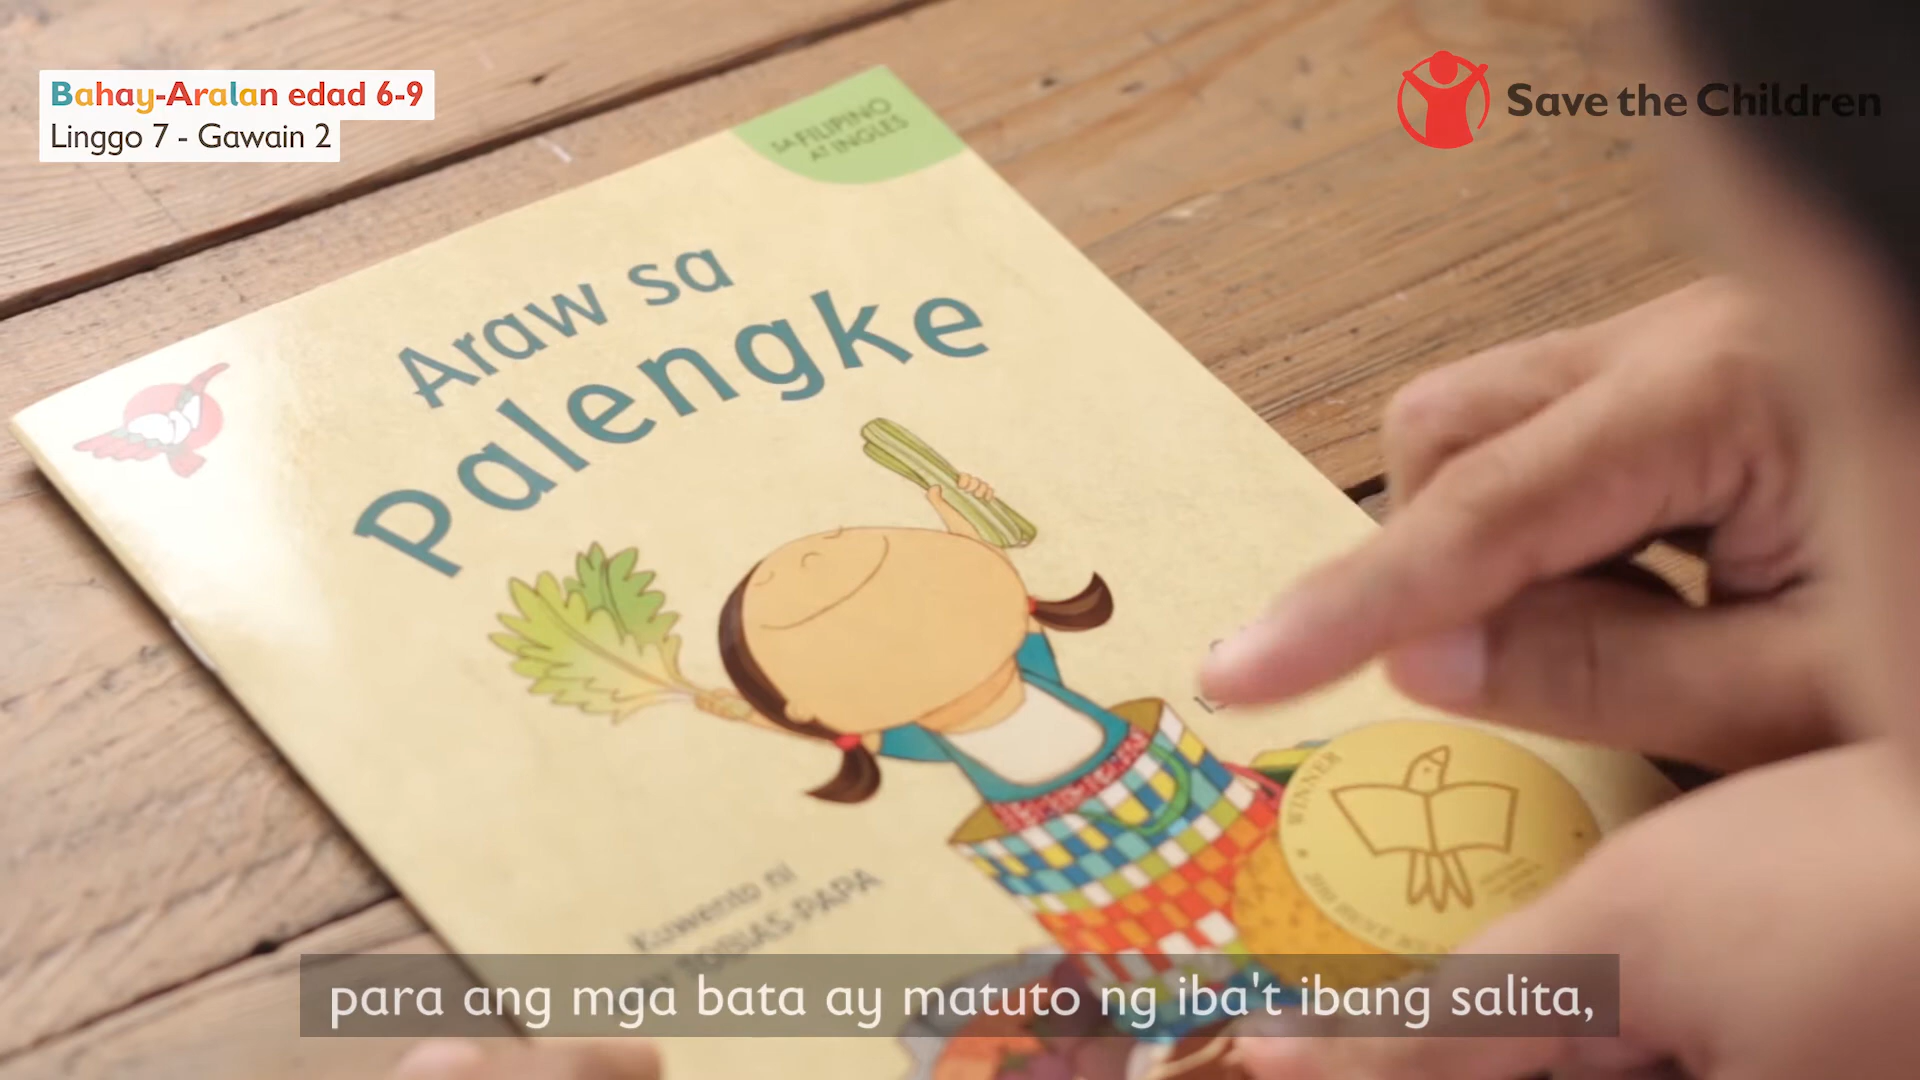 Bahay-Aralan edad 6-9
Linggo 7 - Gawain 2
Save the Children
SA FILIPINO
AT INGLES
Araw sa
Palengke
Kuwento ni
TOBIAS-PAPA
WINNER
para ang mga bata ay matuto ng iba't ibang salita,